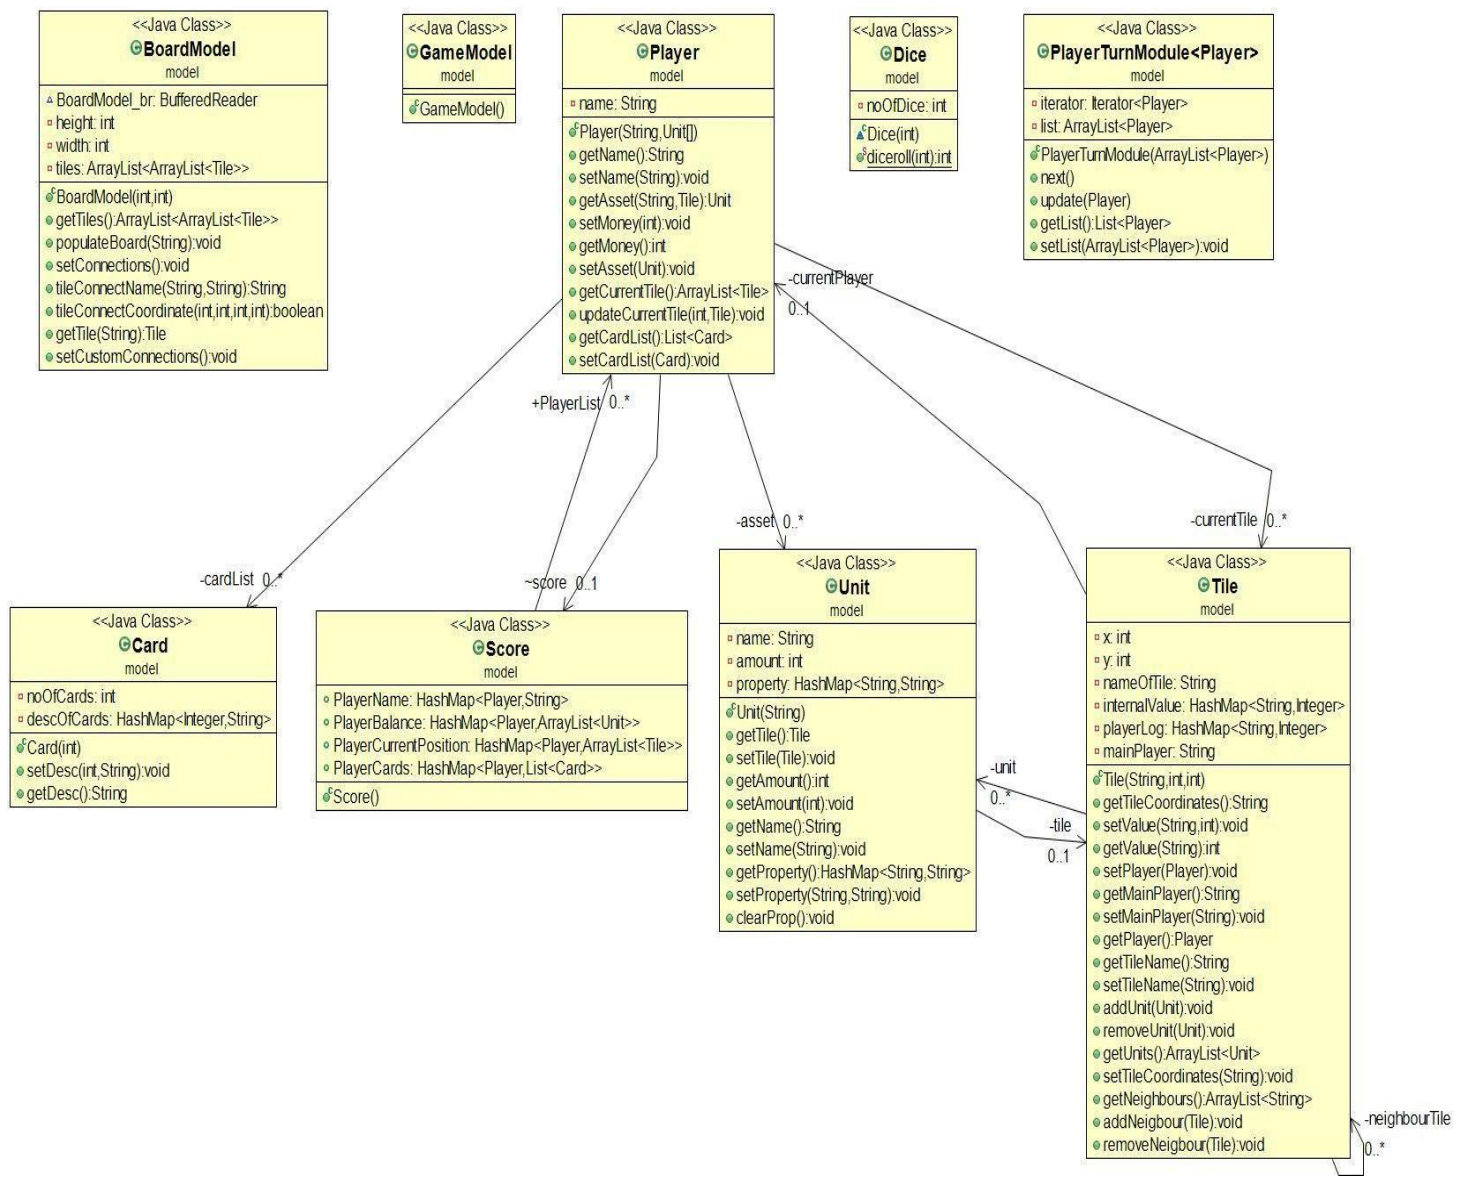 <<Java Class>>
BoardModel
model
BoardModel_br: BufferedReader
height: int
width: int
tiles: ArrayList<ArrayList<Tile>>
BoardModel(int,int)
getTiles():ArrayList<ArrayList<Tile>>
populateBoard(String):void
setConnections():void
tileConnectName(String,String):String
tileConnectCoordinate(int,int,int,int):boolean
getTile(String):Tile
setCustomConnections():void
<<Java Class>>
GameModel
model
GameModel()
<<Java Class>>
Player
model
name: String
Player(String,Unit[])
getName():String
setName(String):void
getAsset(String,Tile):Unit
setMoney(int):void
getMoney():int
setAsset(Unit):void
getCurrentTile():ArrayList<Tile>
updateCurrentTile(int,Tile):void
getCardList():List<Card>
setCardList(Card):void
<<Java Class>>
Dice
model
noOfDice: int
Dice(int)
diceroll(int):int
<<Java Class>>
PlayerTurnModule<Player>
model
iterator: Iterator<Player>
list: ArrayList<Player>
PlayerTurnModule(ArrayList<Player>)
next()
update(Player)
getList():List<Player>
setList(ArrayList<Player>):void
-currentPlayer
0..1
+PlayerList 0..*
-asset 0..*
-currentTile 0..*
-cardList 0..*
~score 0..1
<<Java Class>>
Card
model
noOfCards: int
descOfCards: HashMap<Integer,String>
Card(int)
setDesc(int,String):void
getDesc():String
<<Java Class>>
Score
model
PlayerName: HashMap<Player,String>
PlayerBalance: HashMap<Player,ArrayList<Unit>>
PlayerCurrentPosition: HashMap<Player,ArrayList<Tile>>
PlayerCards: HashMap<Player,List<Card>>
Score()
<<Java Class>>
Unit
model
name: String
amount: int
property: HashMap<String,String>
Unit(String)
getTile():Tile
setTile(Tile):void
getAmount():int
setAmount(int):void
getName():String
setName(String):void
getProperty():HashMap<String,String>
setProperty(String,String):void
clearProp():void
-unit
0..*
-tile
0..1
<<Java Class>>
Tile
model
x: int
y: int
nameOfTile: String
internalValue: HashMap<String,Integer>
playerLog: HashMap<String,Integer>
mainPlayer: String
Tile(String,int,int)
getTileCoordinates():String
setValue(String,int):void
getValue(String):int
setPlayer(Player):void
getMainPlayer():String
setMainPlayer(String):void
getPlayer():Player
getTileName():String
setTileName(String):void
addUnit(Unit):void
removeUnit(Unit):void
getUnits():ArrayList<Unit>
setTileCoordinates(String):void
getNeighbours():ArrayList<String>
addNeigbour(Tile):void
removeNeigbour(Tile):void
-neighbourTile
0..*